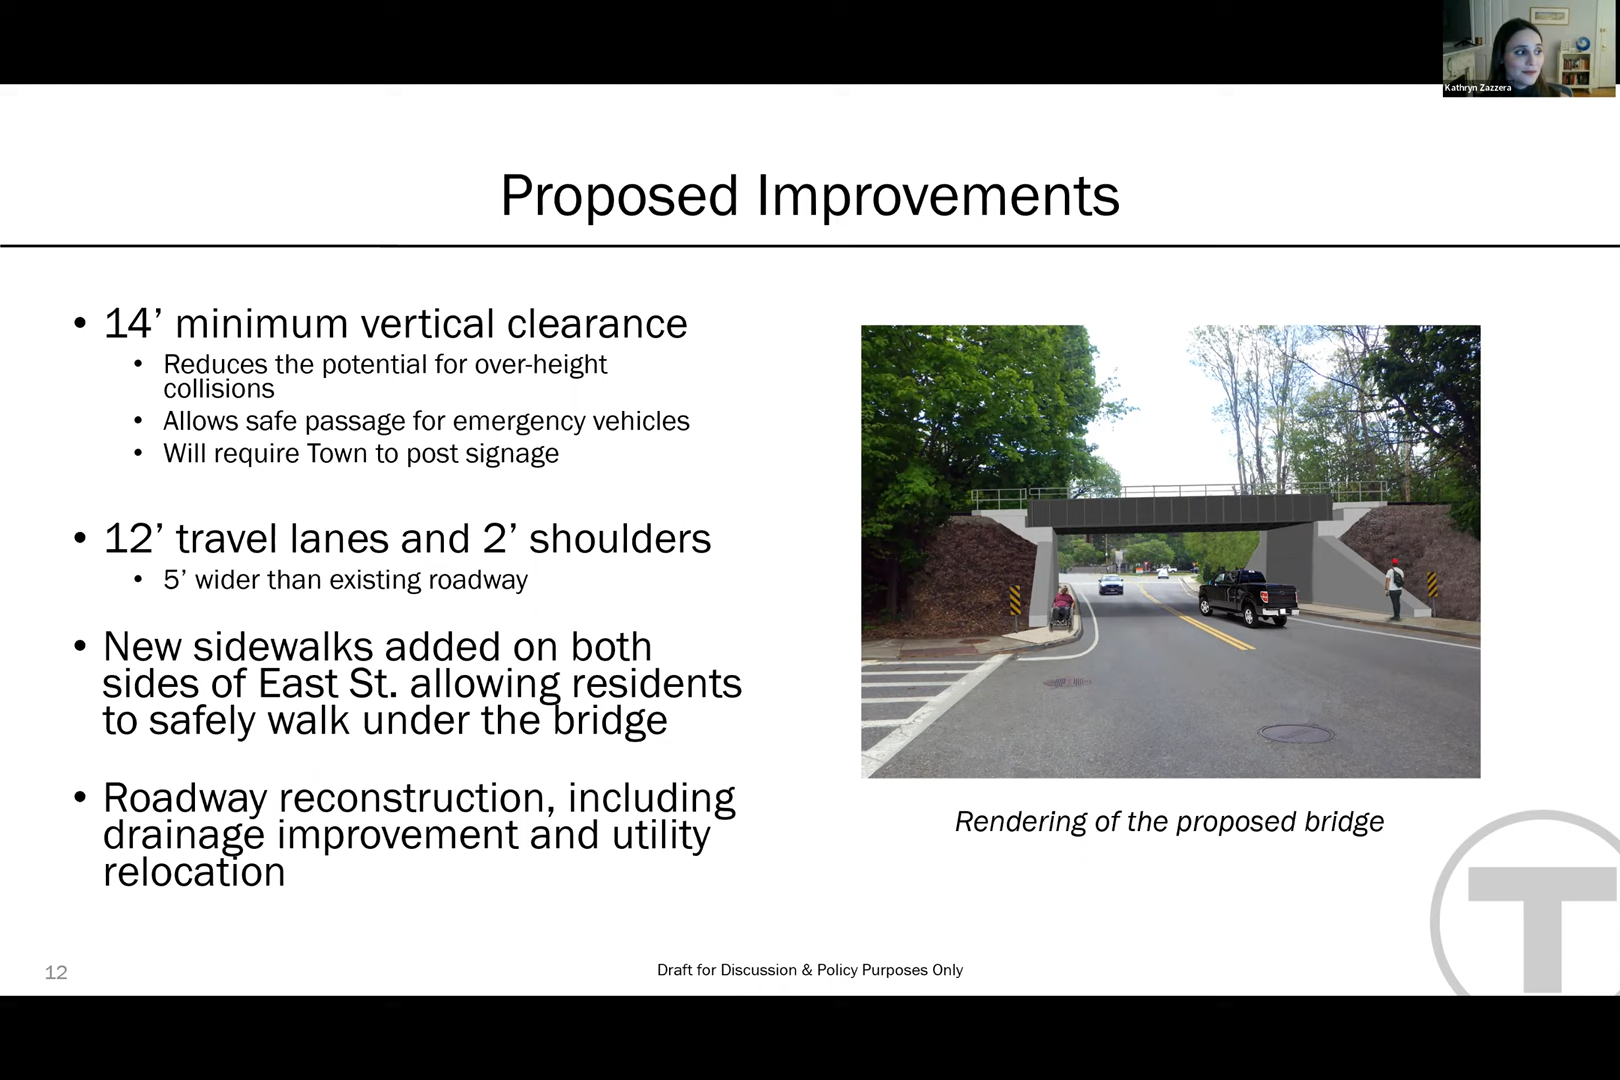 Kathryn Zazzera
Proposed Improvements
• 14’ minimum vertical clearance
• Reduces the potential for over-height
collisions
• Allows safe passage for emergency vehicles
• Will require Town to post signage
• 12’ travel lanes and 2’ shoulders
• 5’ wider than existing roadway
• New sidewalks added on both
sides of East St. allowing residents
to safely walk under the bridge
• Roadway reconstruction, including
drainage improvement and utility
relocation
Rendering of the proposed bridge
T
12
Draft for Discussion & Policy Purposes Only